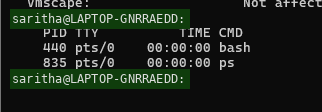 Vmscape: Not affect
saritha@LAPTOP-GNRRAEDD:
PID TTY TIME CMD
440 pts/0 00:00:00 bash
835 pts/0 00:00:00 ps
saritha@LAPTOP-GNRRAEDD: